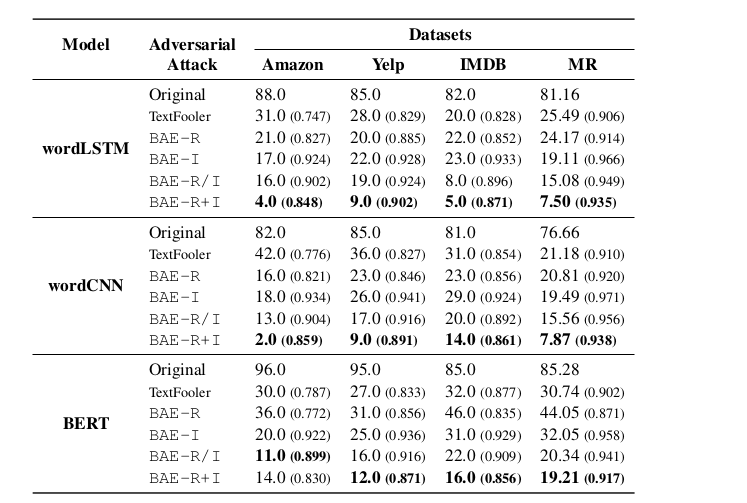 Model Adversarial Attack Datasets
Amazon Yelp IMDB MR
wordLSTM
Original 88.0 85.0 82.0 81.16
TextFooler 31.0 (0.747) 28.0 (0.829) 20.0 (0.828) 25.49 (0.906)
BAE-R 21.0 (0.827) 20.0 (0.885) 22.0 (0.852) 24.17 (0.914)
BAE-I 17.0 (0.924) 22.0 (0.928) 23.0 (0.933) 19.11 (0.966)
BAE-R/I 16.0 (0.902) 19.0 (0.924) 8.0 (0.896) 15.08 (0.949)
BAE-R+I 4.0 (0.848) 9.0 (0.902) 5.0 (0.871) 7.50 (0.935)
wordCNN
Original 82.0 85.0 81.0 76.66
TextFooler 42.0 (0.776) 36.0 (0.827) 31.0 (0.854) 21.18 (0.910)
BAE-R 16.0 (0.821) 23.0 (0.846) 23.0 (0.856) 20.81 (0.920)
BAE-I 18.0 (0.934) 26.0 (0.941) 29.0 (0.924) 19.49 (0.971)
BAE-R/I 13.0 (0.904) 17.0 (0.916) 20.0 (0.892) 15.56 (0.956)
BAE-R+I 2.0 (0.859) 9.0 (0.891) 14.0 (0.861) 7.87 (0.938)
BERT
Original 96.0 95.0 85.0 85.28
TextFooler 30.0 (0.787) 27.0 (0.833) 32.0 (0.877) 30.74 (0.902)
BAE-R 36.0 (0.772) 31.0 (0.856) 46.0 (0.835) 44.05 (0.871)
BAE-I 20.0 (0.922) 25.0 (0.936) 31.0 (0.929) 32.05 (0.958)
BAE-R/I 11.0 (0.899) 16.0 (0.916) 22.0 (0.909) 20.34 (0.941)
BAE-R+I 14.0 (0.830) 12.0 (0.871) 16.0 (0.856) 19.21 (0.917)